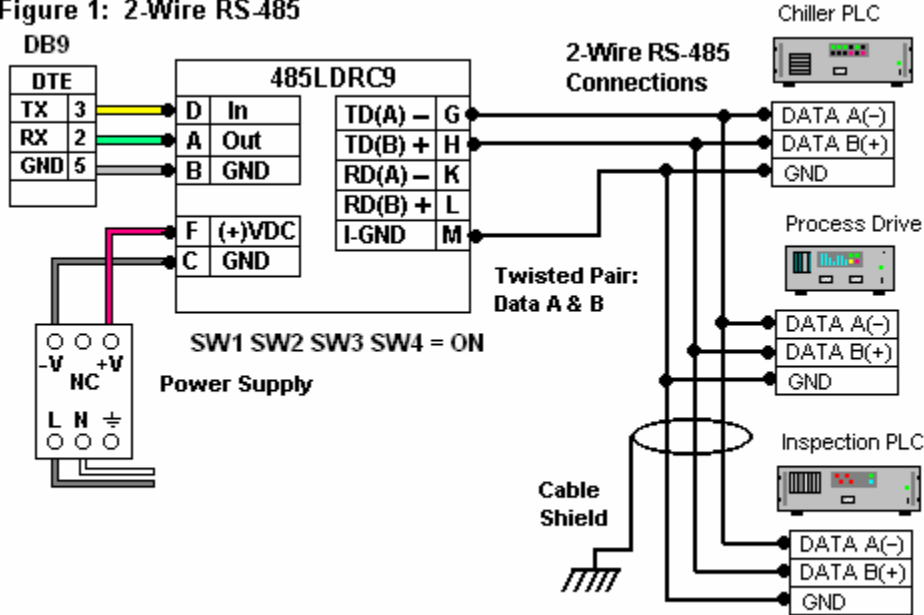 Figure 1: 2-Wire RS-485
DB9
DTE
TX 3
RX 2
GND 5
485LDRC9
D In
A Out
B GND
F (+)VDC
C GND
TD(A) – G
TD(B) + H
RD(A) – K
RD(B) + L
I-GND M
SW1 SW2 SW3 SW4 = ON
-V +V
NC
L N
Power Supply
2-Wire RS-485
Connections
Twisted Pair:
Data A & B
Cable
Shield
Chiller PLC
DATA A(-)
DATA B(+)
GND
Process Drive
DATA A(-)
DATA B(+)
GND
Inspection PLC
DATA A(-)
DATA B(+)
GND